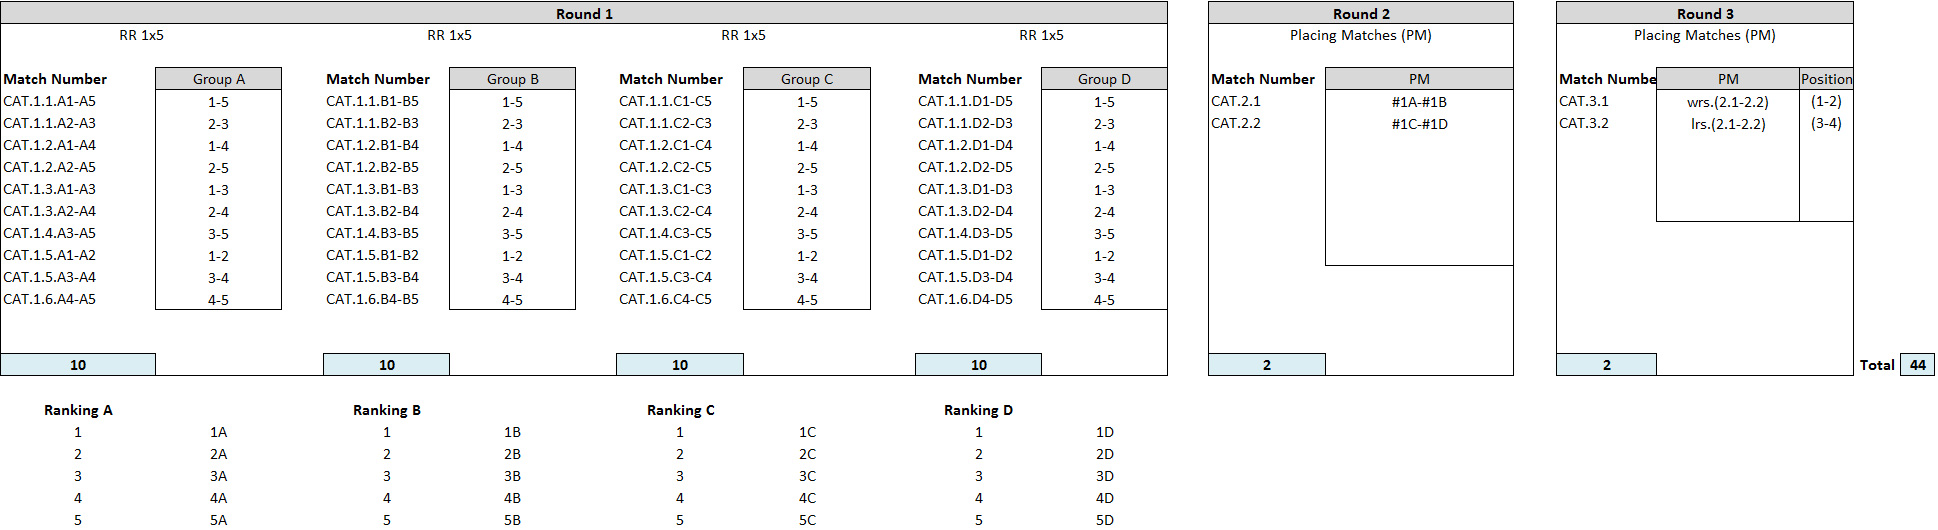 Round 1 Round 2 Round 3
RR 1x5 RR 1x5 RR 1x5 RR 1x5 Placing Matches (PM) Placing Matches (PM)
Match Number Group A Match Number Group B Match Number Group C Match Number Group D Match Number PM Match Numbe PM Position
CAT.1.1.A1-A5 1-5 CAT.1.1.B1-B5 1-5 CAT.1.1.C1-C5 1-5 CAT.1.1.D1-D5 1-5 CAT.2.1 #1A-#1B CAT.3.1 wrs.(2.1-2.2) (1-2)
CAT.1.1.A2-A3 2-3 CAT.1.1.B2-B3 2-3 CAT.1.1.C2-C3 2-3 CAT.1.1.D2-D3 2-3 CAT.2.2 #1C-#1D CAT.3.2 lrs.(2.1-2.2) (3-4)
CAT.1.2.A1-A4 1-4 CAT.1.2.B1-B4 1-4 CAT.1.2.C1-C4 1-4 CAT.1.2.D1-D4 1-4
CAT.1.2.A2-A5 2-5 CAT.1.2.B2-B5 2-5 CAT.1.2.C2-C5 2-5 CAT.1.2.D2-D5 2-5
CAT.1.3.A1-A3 1-3 CAT.1.3.B1-B3 1-3 CAT.1.3.C1-C3 1-3 CAT.1.3.D1-D3 1-3
CAT.1.3.A2-A4 2-4 CAT.1.3.B2-B4 2-4 CAT.1.3.C2-C4 2-4 CAT.1.3.D2-D4 2-4
CAT.1.4.A3-A5 3-5 CAT.1.4.B3-B5 3-5 CAT.1.4.C3-C5 3-5 CAT.1.4.D3-D5 3-5
CAT.1.5.A1-A2 1-2 CAT.1.5.B1-B2 1-2 CAT.1.5.C1-C2 1-2 CAT.1.5.D1-D2 1-2
CAT.1.5.A3-A4 3-4 CAT.1.5.B3-B4 3-4 CAT.1.5.C3-C4 3-4 CAT.1.5.D3-D4 3-4
CAT.1.6.A4-A5 4-5 CAT.1.6.B4-B5 4-5 CAT.1.6.C4-C5 4-5 CAT.1.6.D4-D5 4-5
10 10 10 10 2 2 Total 44
Ranking A Ranking B Ranking C Ranking D
1 1A 1 1B 1 1C 1 1D
2 2A 2 2B 2 2C 2 2D
3 3A 3 3B 3 3C 3 3D
4 4A 4 4B 4 4C 4 4D
5 5A 5 5B 5 5C 5 5D